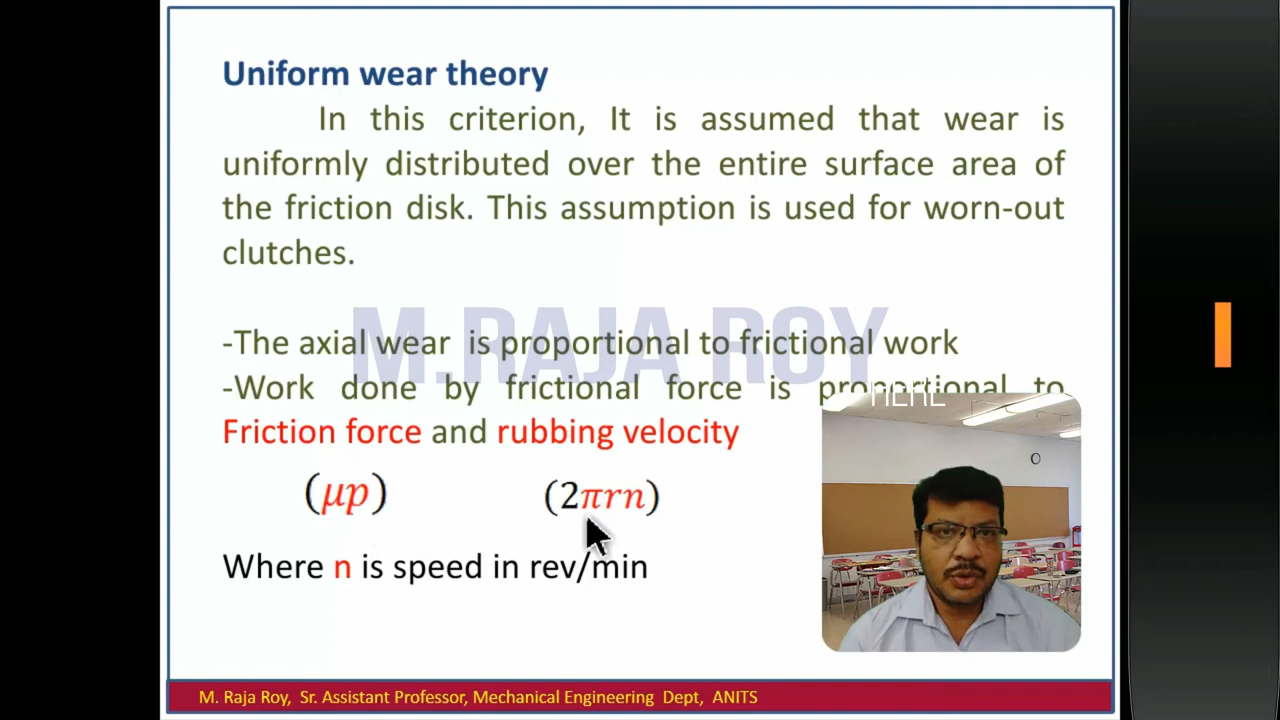 Uniform wear theory
In this criterion, It is assumed that wear is
uniformly distributed over the entire surface area of
the friction disk. This assumption is used for worn-out
clutches.
M.RAJA ROY
-The axial wear is proportional to frictional work
-Work done by frictional force is proportional to
HERE
Friction force and rubbing velocity
(μp) (2πrn)
Where n is speed in rev/min
M. Raja Roy, Sr. Assistant Professor, Mechanical Engineering Dept, ANITS